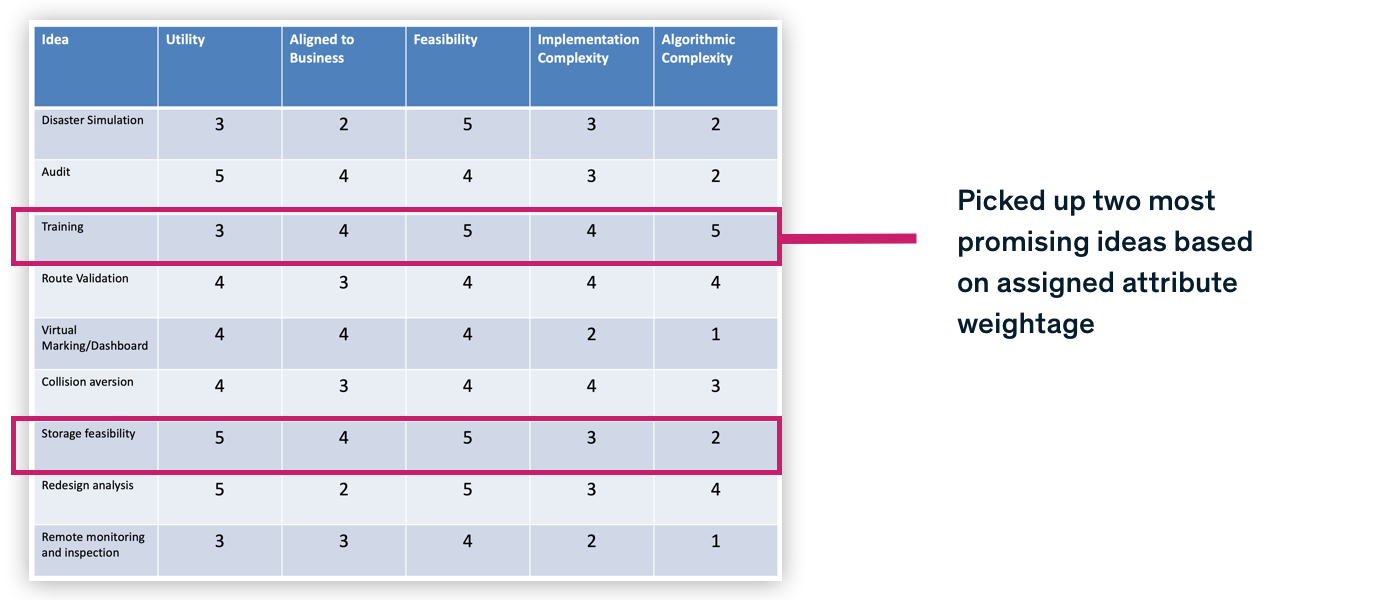 Idea Utility Aligned to Business Feasibility Implementation Complexity Algorithmic Complexity
Disaster Simulation 3 2 5 3 2
Audit 5 4 4 3 2
Training 3 4 5 4 5
Route Validation 4 3 4 4 4
Virtual Marking/Dashboard 4 4 4 2 1
Collision aversion 4 3 4 4 3
Storage feasibility 5 4 5 3 2
Redesign analysis 5 2 5 3 4
Remote monitoring and inspection 3 3 4 2 1
Picked up two most
promising ideas based
on assigned attribute
weightage